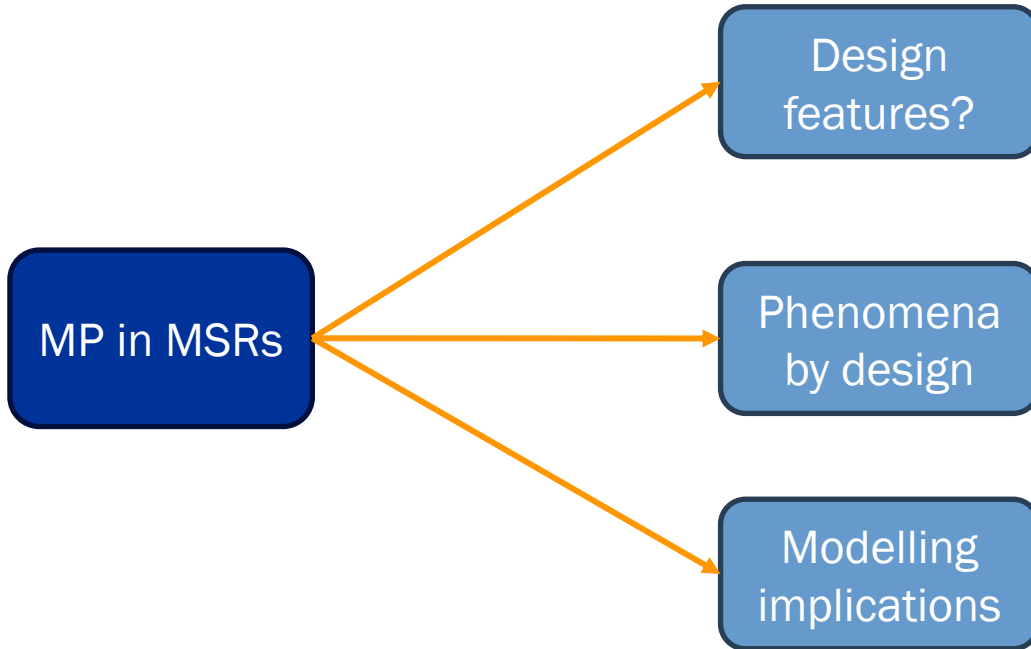 Design
features?
MP in MSRs
Phenomena
by design
Modelling
implications